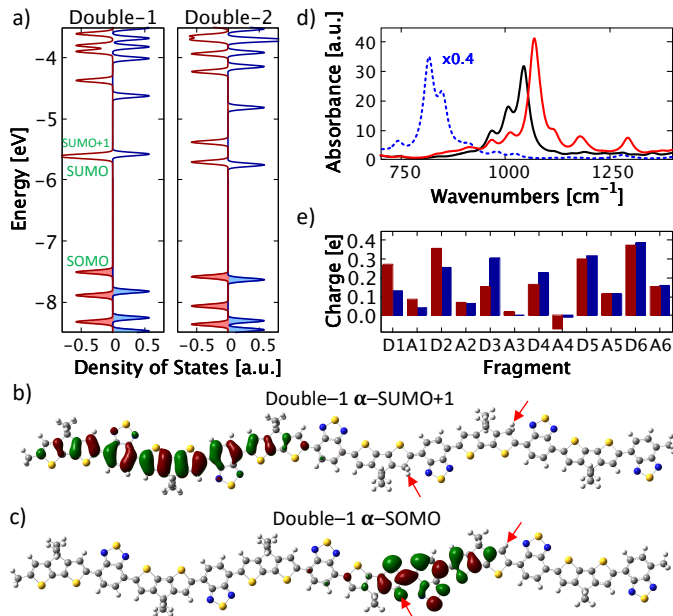 a) Double-1 Double-2
Energy [eV]
−4
−5
−6
−7
−8
SUMO+1
SUMO
SOMO
−0.5 0.0 0.5 −0.5 0.0 0.5
Density of States [a.u.]
d)
Absorbance [a.u.]
40
30
20
10
0
x0.4
750 1000 1250
Wavenumbers [cm⁻¹]
e)
Charge [e]
0.4
0.3
0.2
0.1
0.0
D1 A1 D2 A2 D3 A3 D4 A4 D5 A5 D6 A6
Fragment
b) Double–1 α–SUMO+1
c) Double–1 α–SOMO